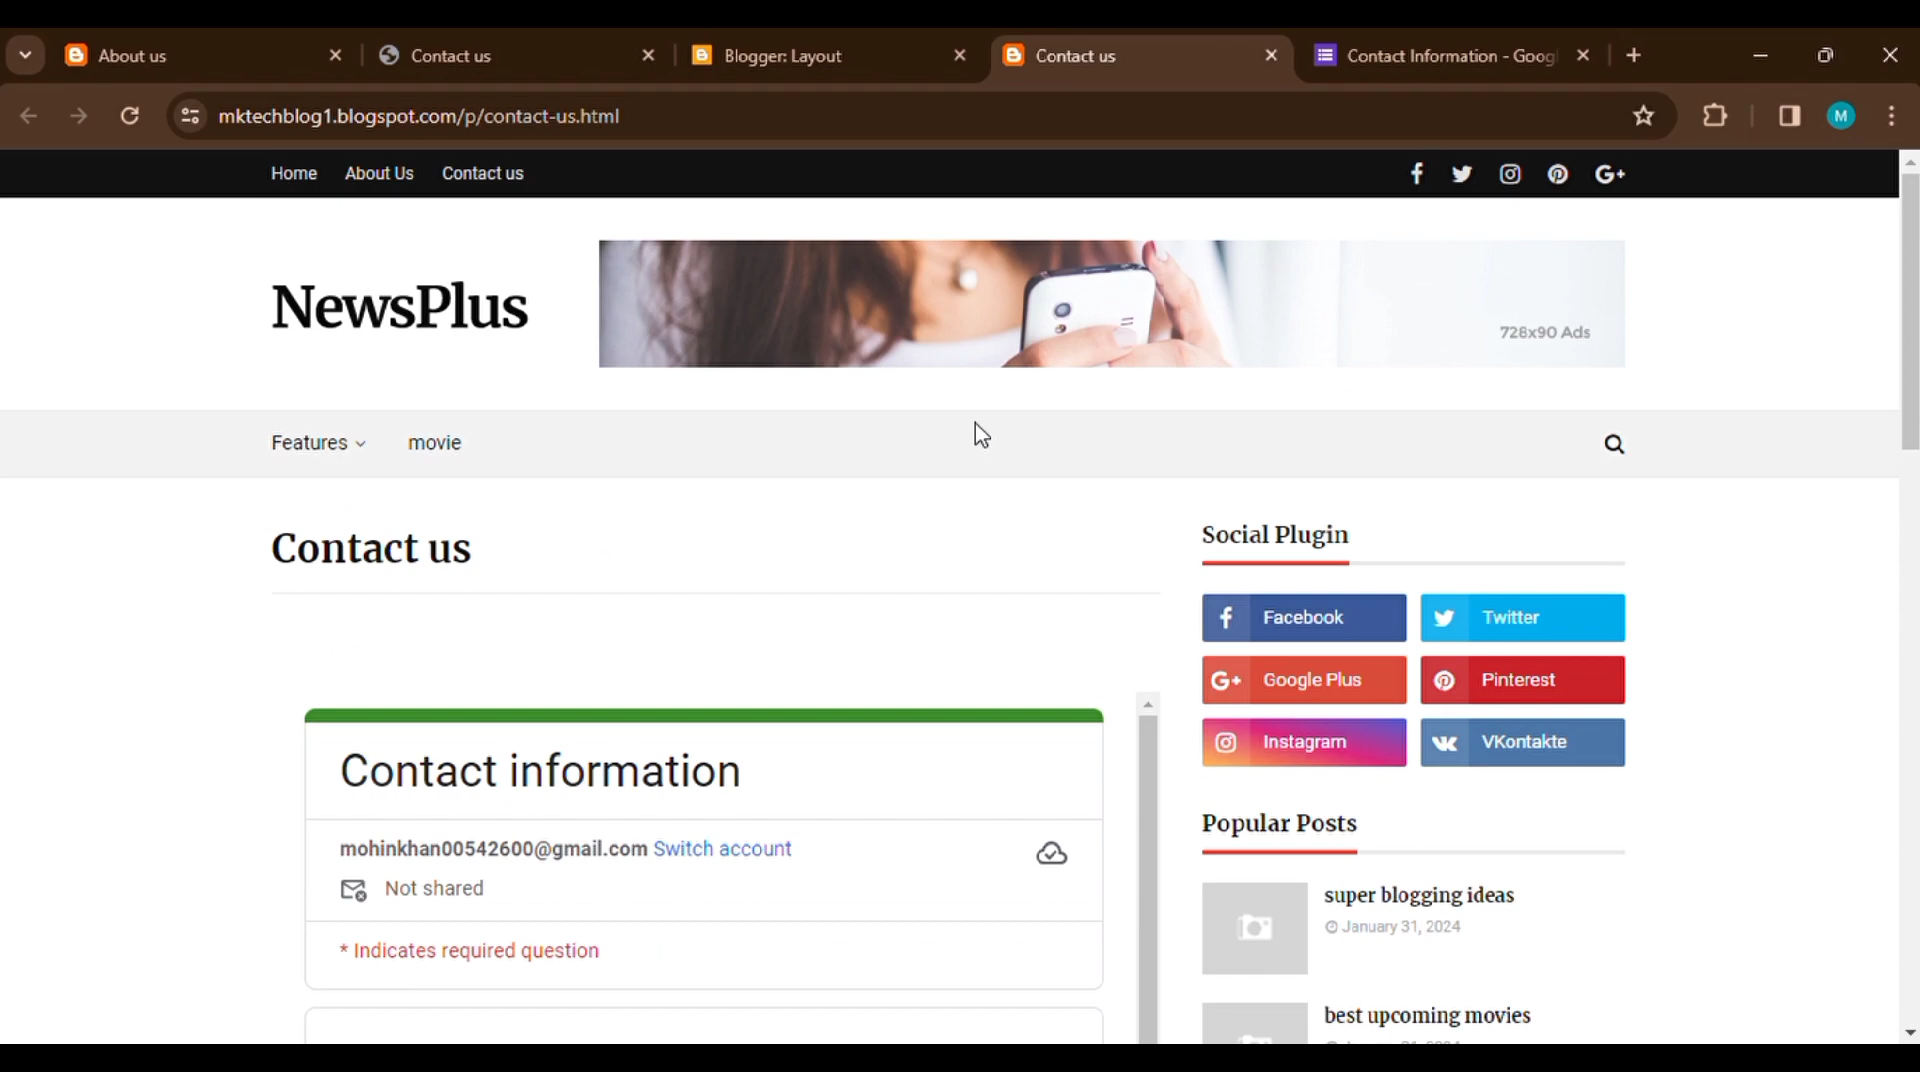 About us
Contact us
Blogger: Layout
Contact us
Contact Information - Goog
mktechblog1.blogspot.com/p/contact-us.html
M
Home About Us Contact us
NewsPlus
728x90 Ads
Features movie
Contact us
Contact information
mohinkhan00542600@gmail.com Switch account
Not shared
* Indicates required question
Social Plugin
Facebook Twitter
G+ Google Plus Pinterest
Instagram VKontakte
Popular Posts
super blogging ideas
January 31, 2024
best upcoming movies